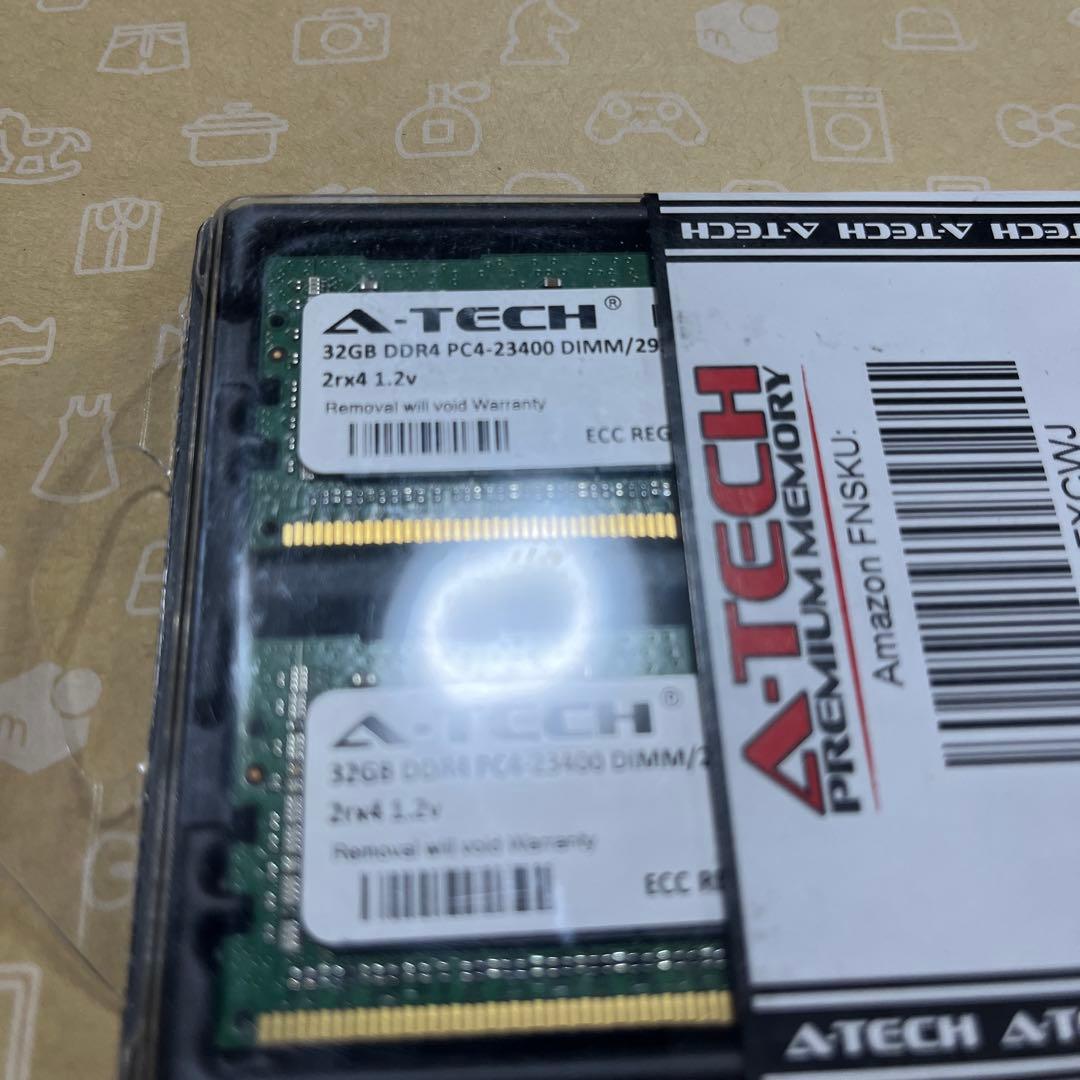 A-TECH A-TECH
A-TECH®
32GB DDR4 PC4-23400 DIMM/29
2rx4 1.2v
Removal will void Warranty
ECC REG
A-TECH®
32GB DDR4 PC4-23400 DIMM/2
2rx4 1.2v
Removal will void Warranty
ECC RE
A-TECH
PREMIUM MEMORY
Amazon FNSKU:
A-TECH